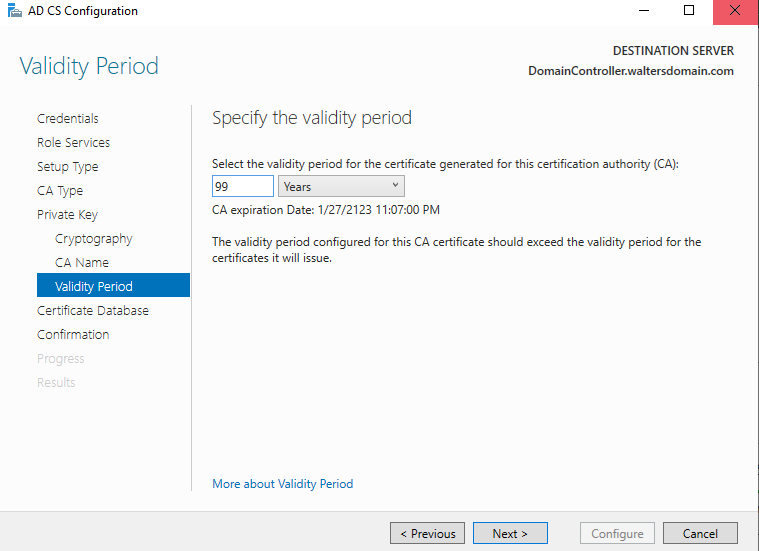 AD CS Configuration
DESTINATION SERVER
DomainController.waltersdomain.com
Validity Period
Credentials
Role Services
Setup Type
CA Type
Private Key
Cryptography
CA Name
Validity Period
Certificate Database
Confirmation
Progress
Results
Specify the validity period
Select the validity period for the certificate generated for this certification authority (CA):
99 Years
CA expiration Date: 1/27/2123 11:07:00 PM
The validity period configured for this CA certificate should exceed the validity period for the
certificates it will issue.
More about Validity Period
< Previous Next > Configure Cancel